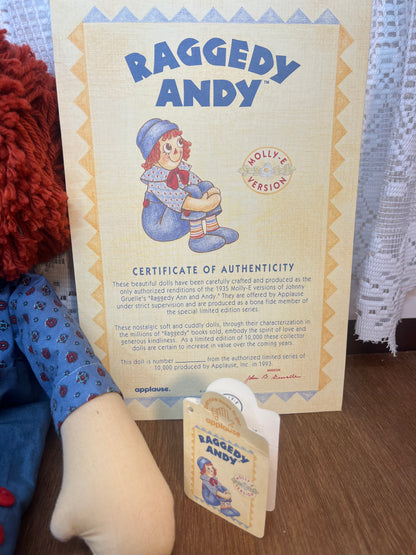 RAGGEDY
ANDY™
MOLLY-E
VERSION
CERTIFICATE OF AUTHENTICITY
These beautiful dolls have been carefully crafted and produced as the
only authorized renditions of the 1935 Molly-E versions of Johnny
Gruelle's "Raggedy Ann and Andy." They are offered by Applause
under strict supervision and are produced as a bona fide member of
the special limited edition series.
These nostalgic soft and cuddly dolls, through their characterization in
the millions of "Raggedy" books sold, embody the spirit of love and
generous kindliness. As a limited edition of 10,000 these collector
dolls are certain to increase in value over the coming years.
This doll is number ________ from the authorized limited series of
10,000 produced by Applause, Inc. in 1993.
applause.
applause
RAGGEDY
ANDY